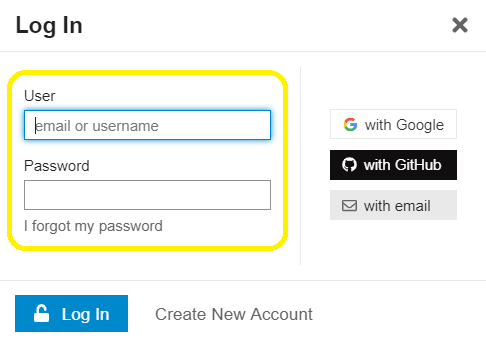 Log In
User
email or username
Password
I forgot my password
with Google
with GitHub
with email
Log In
Create New Account